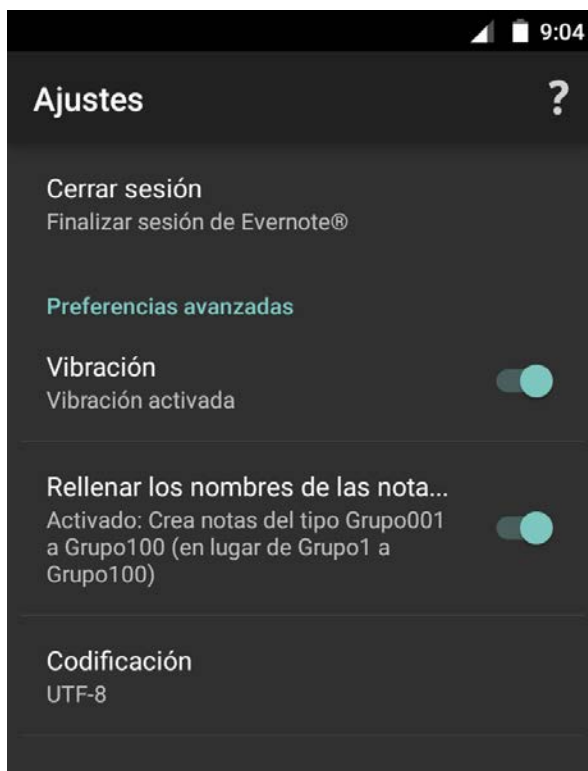 9:04
Ajustes
?
Cerrar sesión
Finalizar sesión de Evernote®
Preferencias avanzadas
Vibración
Vibración activada
Rellenar los nombres de las nota...
Activado: Crea notas del tipo Grupo001
a Grupo100 (en lugar de Grupo1 a
Grupo100)
Codificación
UTF-8